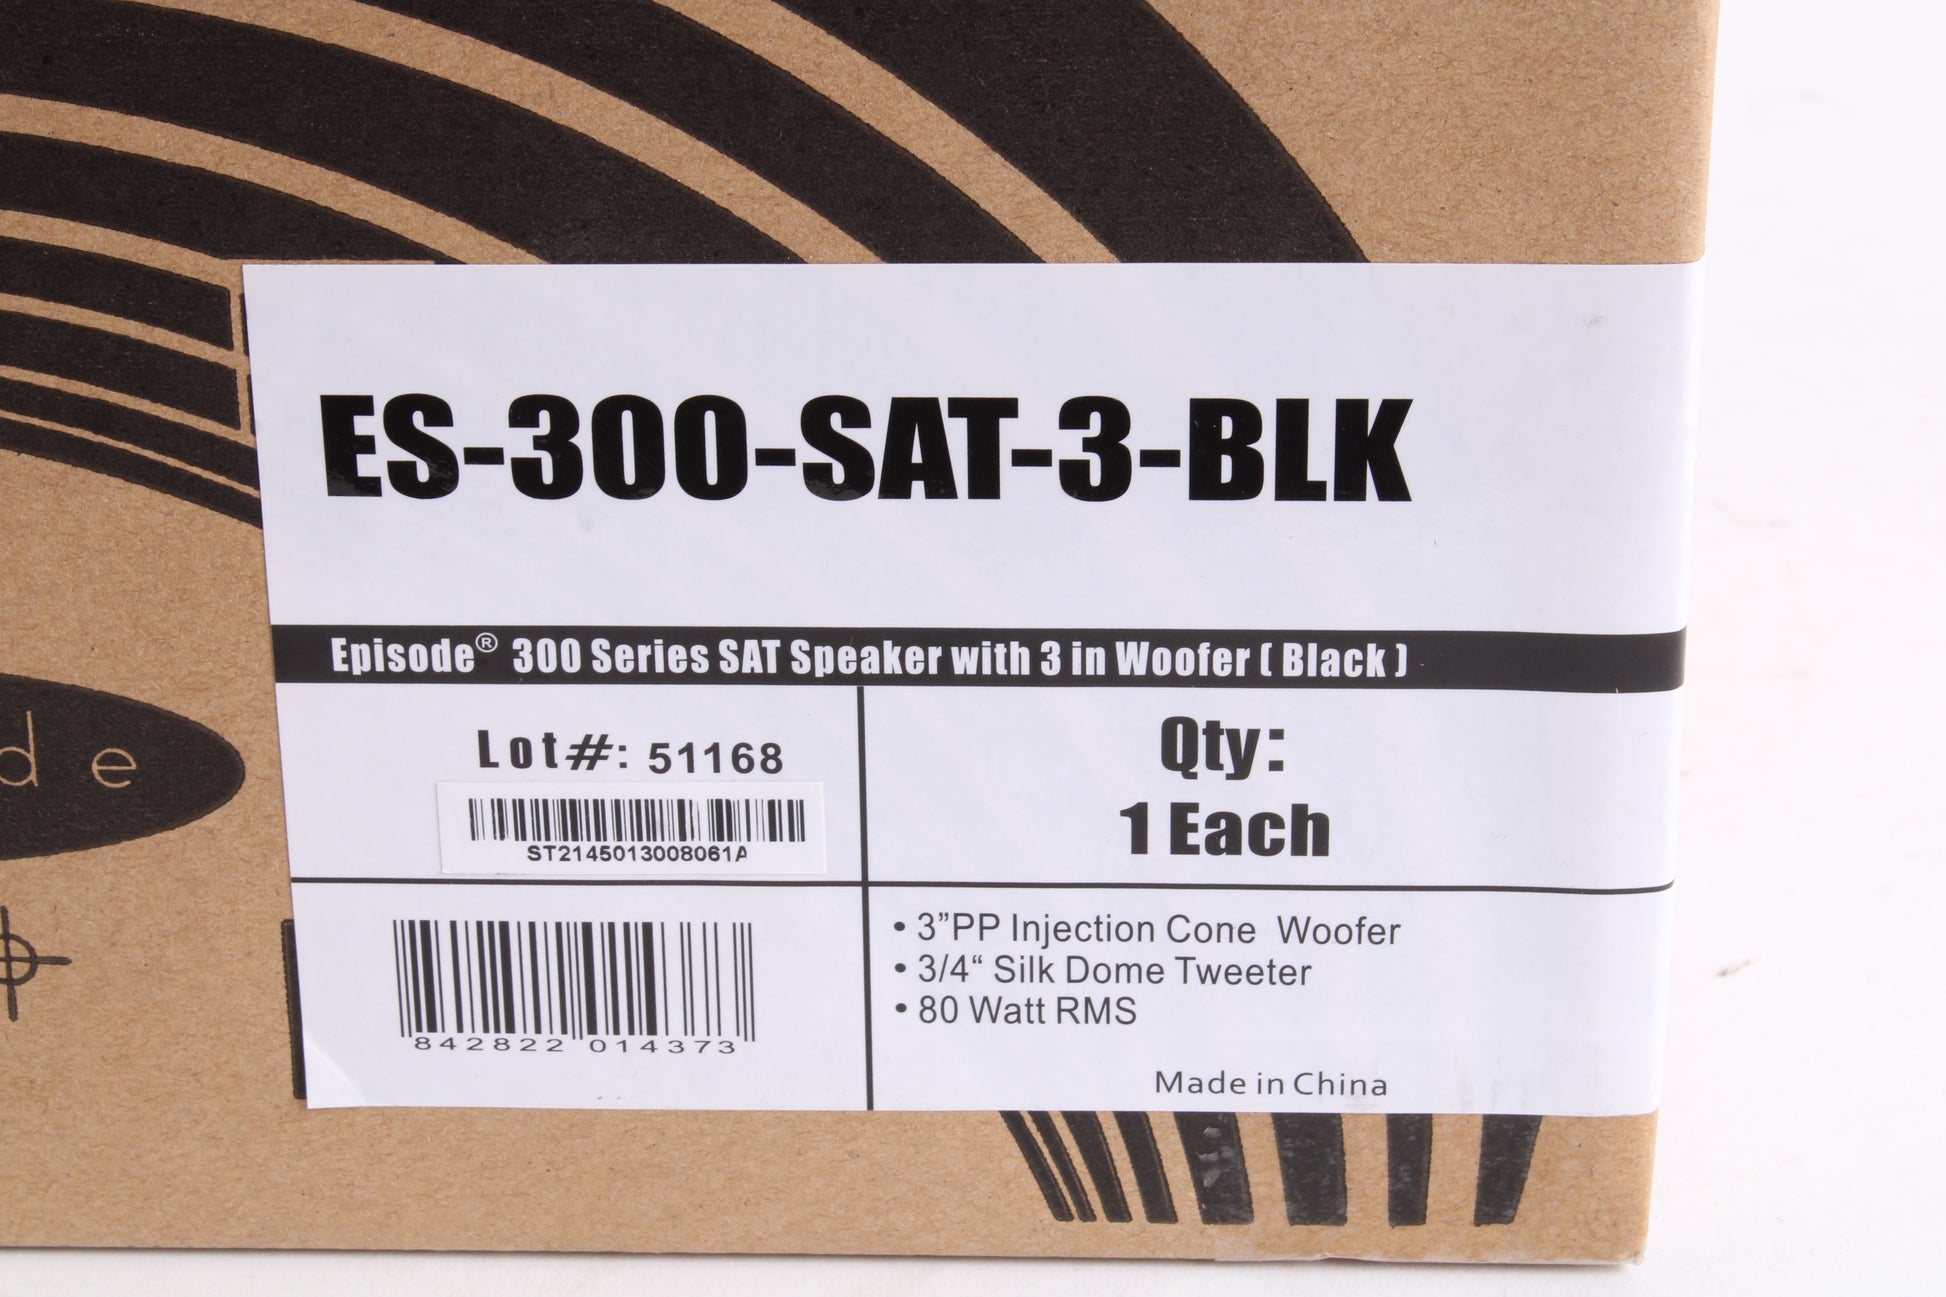 ES-300-SAT-3-BLK
Episode® 300 Series SAT Speaker with 3 in Woofer ( Black )
Lot#: 51168
ST2145013008061A
Qty:
1 Each
de
842822 014373
• 3”PP Injection Cone Woofer
• 3/4“ Silk Dome Tweeter
• 80 Watt RMS
Made in China